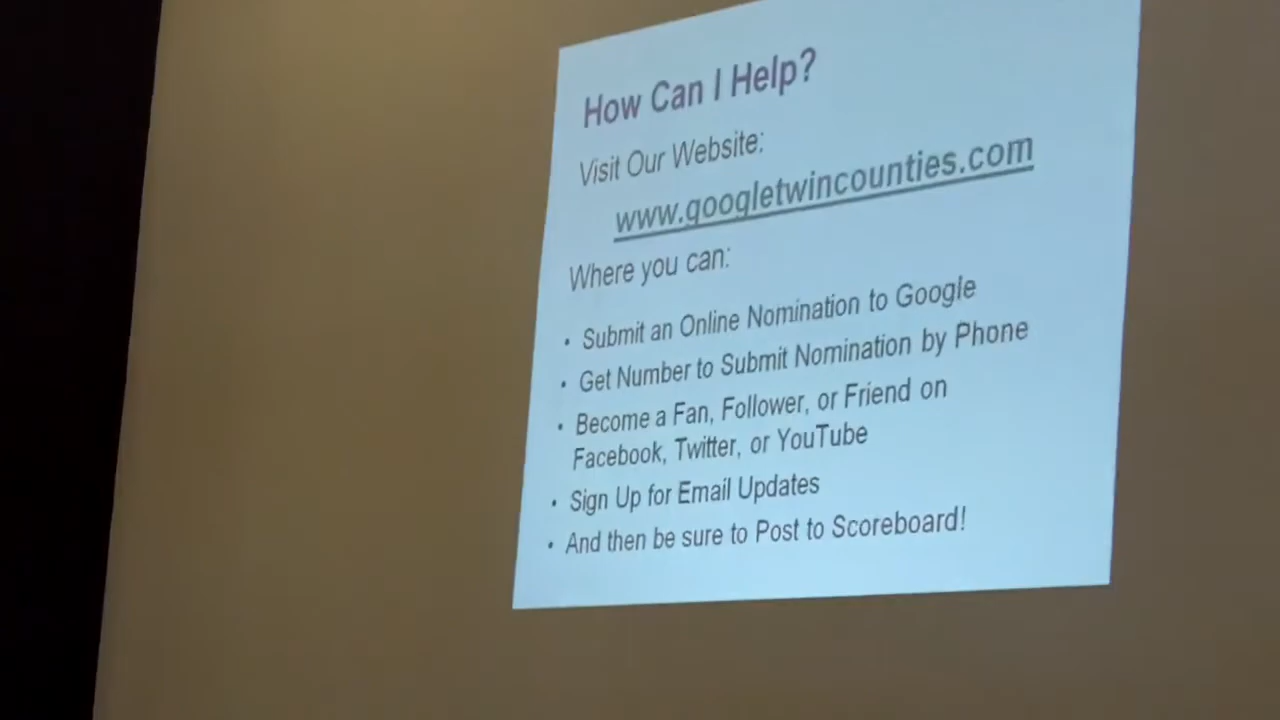 How Can I Help?
Visit Our Website:
www.googletwincounties.com
Where you can:
• Submit an Online Nomination to Google
• Get Number to Submit Nomination by Phone
• Become a Fan, Follower, or Friend on
Facebook, Twitter, or YouTube
• Sign Up for Email Updates
• And then be sure to Post to Scoreboard!